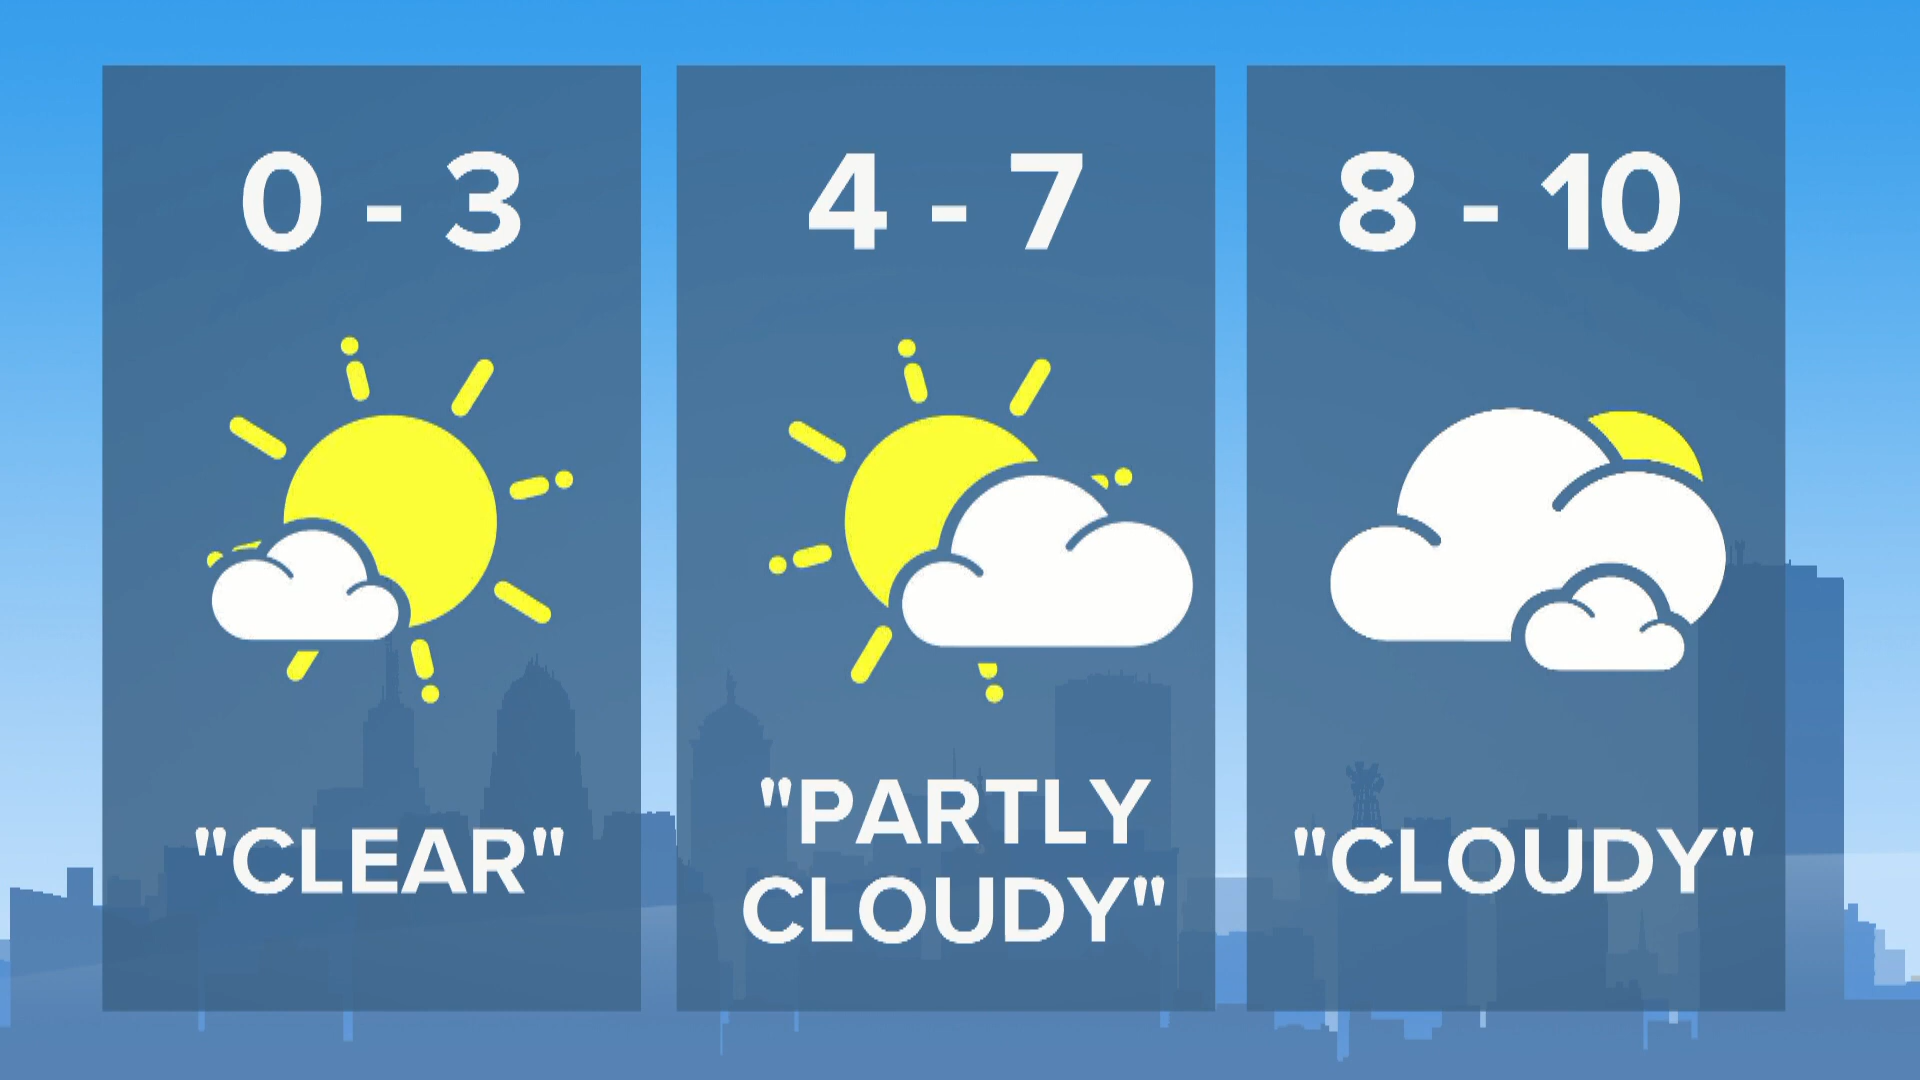 0 - 3
"CLEAR"
4 - 7
"PARTLY
CLOUDY"
8 - 10
"CLOUDY"